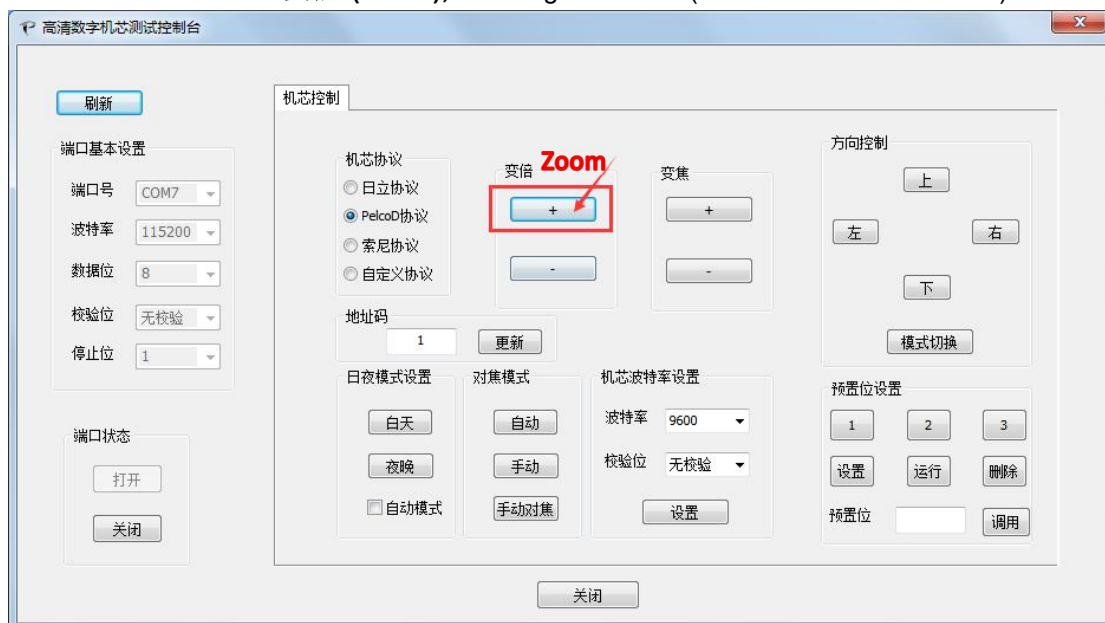 高清数字机芯测试控制台
刷新
端口基本设置
端口号 COM7
波特率 115200
数据位 8
校验位 无校验
停止位 1
端口状态
打开
关闭
机芯控制
机芯协议
日立协议
PelcoD协议
索尼协议
自定义协议
变倍 Zoom
+
-
变焦
+
-
地址码
1 更新
日夜模式设置
白天
夜晚
自动模式
对焦模式
自动
手动
手动对焦
机芯波特率设置
波特率 9600
校验位 无校验
设置
方向控制
上
左 右
下
模式切换
预置位设置
1 2 3
设置 运行 删除
预置位 调用
关闭